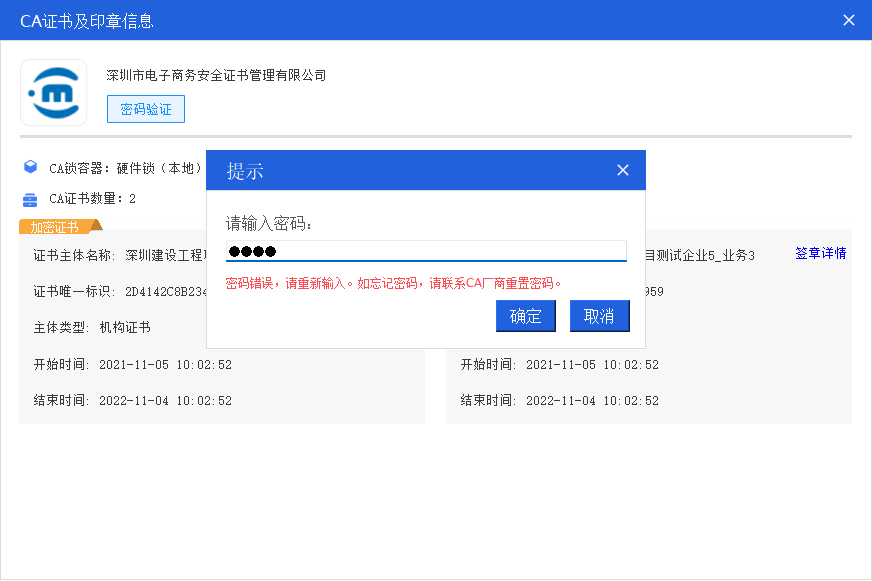 CA证书及印章信息
深圳市电子商务安全证书管理有限公司
密码验证
CA锁容器：硬件锁（本地）
CA证书数量：2
提示
请输入密码：
密码错误，请重新输入。如忘记密码，请联系CA厂商重置密码。
确定 取消
加密证书
证书主体名称: 深圳建设工程
目测试企业5_业务3
签章详情
证书唯一标识: 2D4142C8B234
959
主体类型: 机构证书
开始时间: 2021-11-05 10:02:52
结束时间: 2022-11-04 10:02:52
开始时间: 2021-11-05 10:02:52
结束时间: 2022-11-04 10:02:52